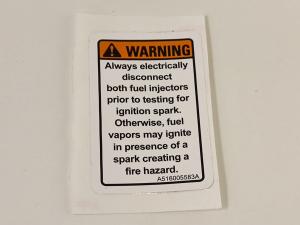 WARNING
Always electrically
disconnect
both fuel injectors
prior to testing for
ignition spark.
Otherwise, fuel
vapors may ignite
in presence of a
spark creating a
fire hazard.
A516005583A